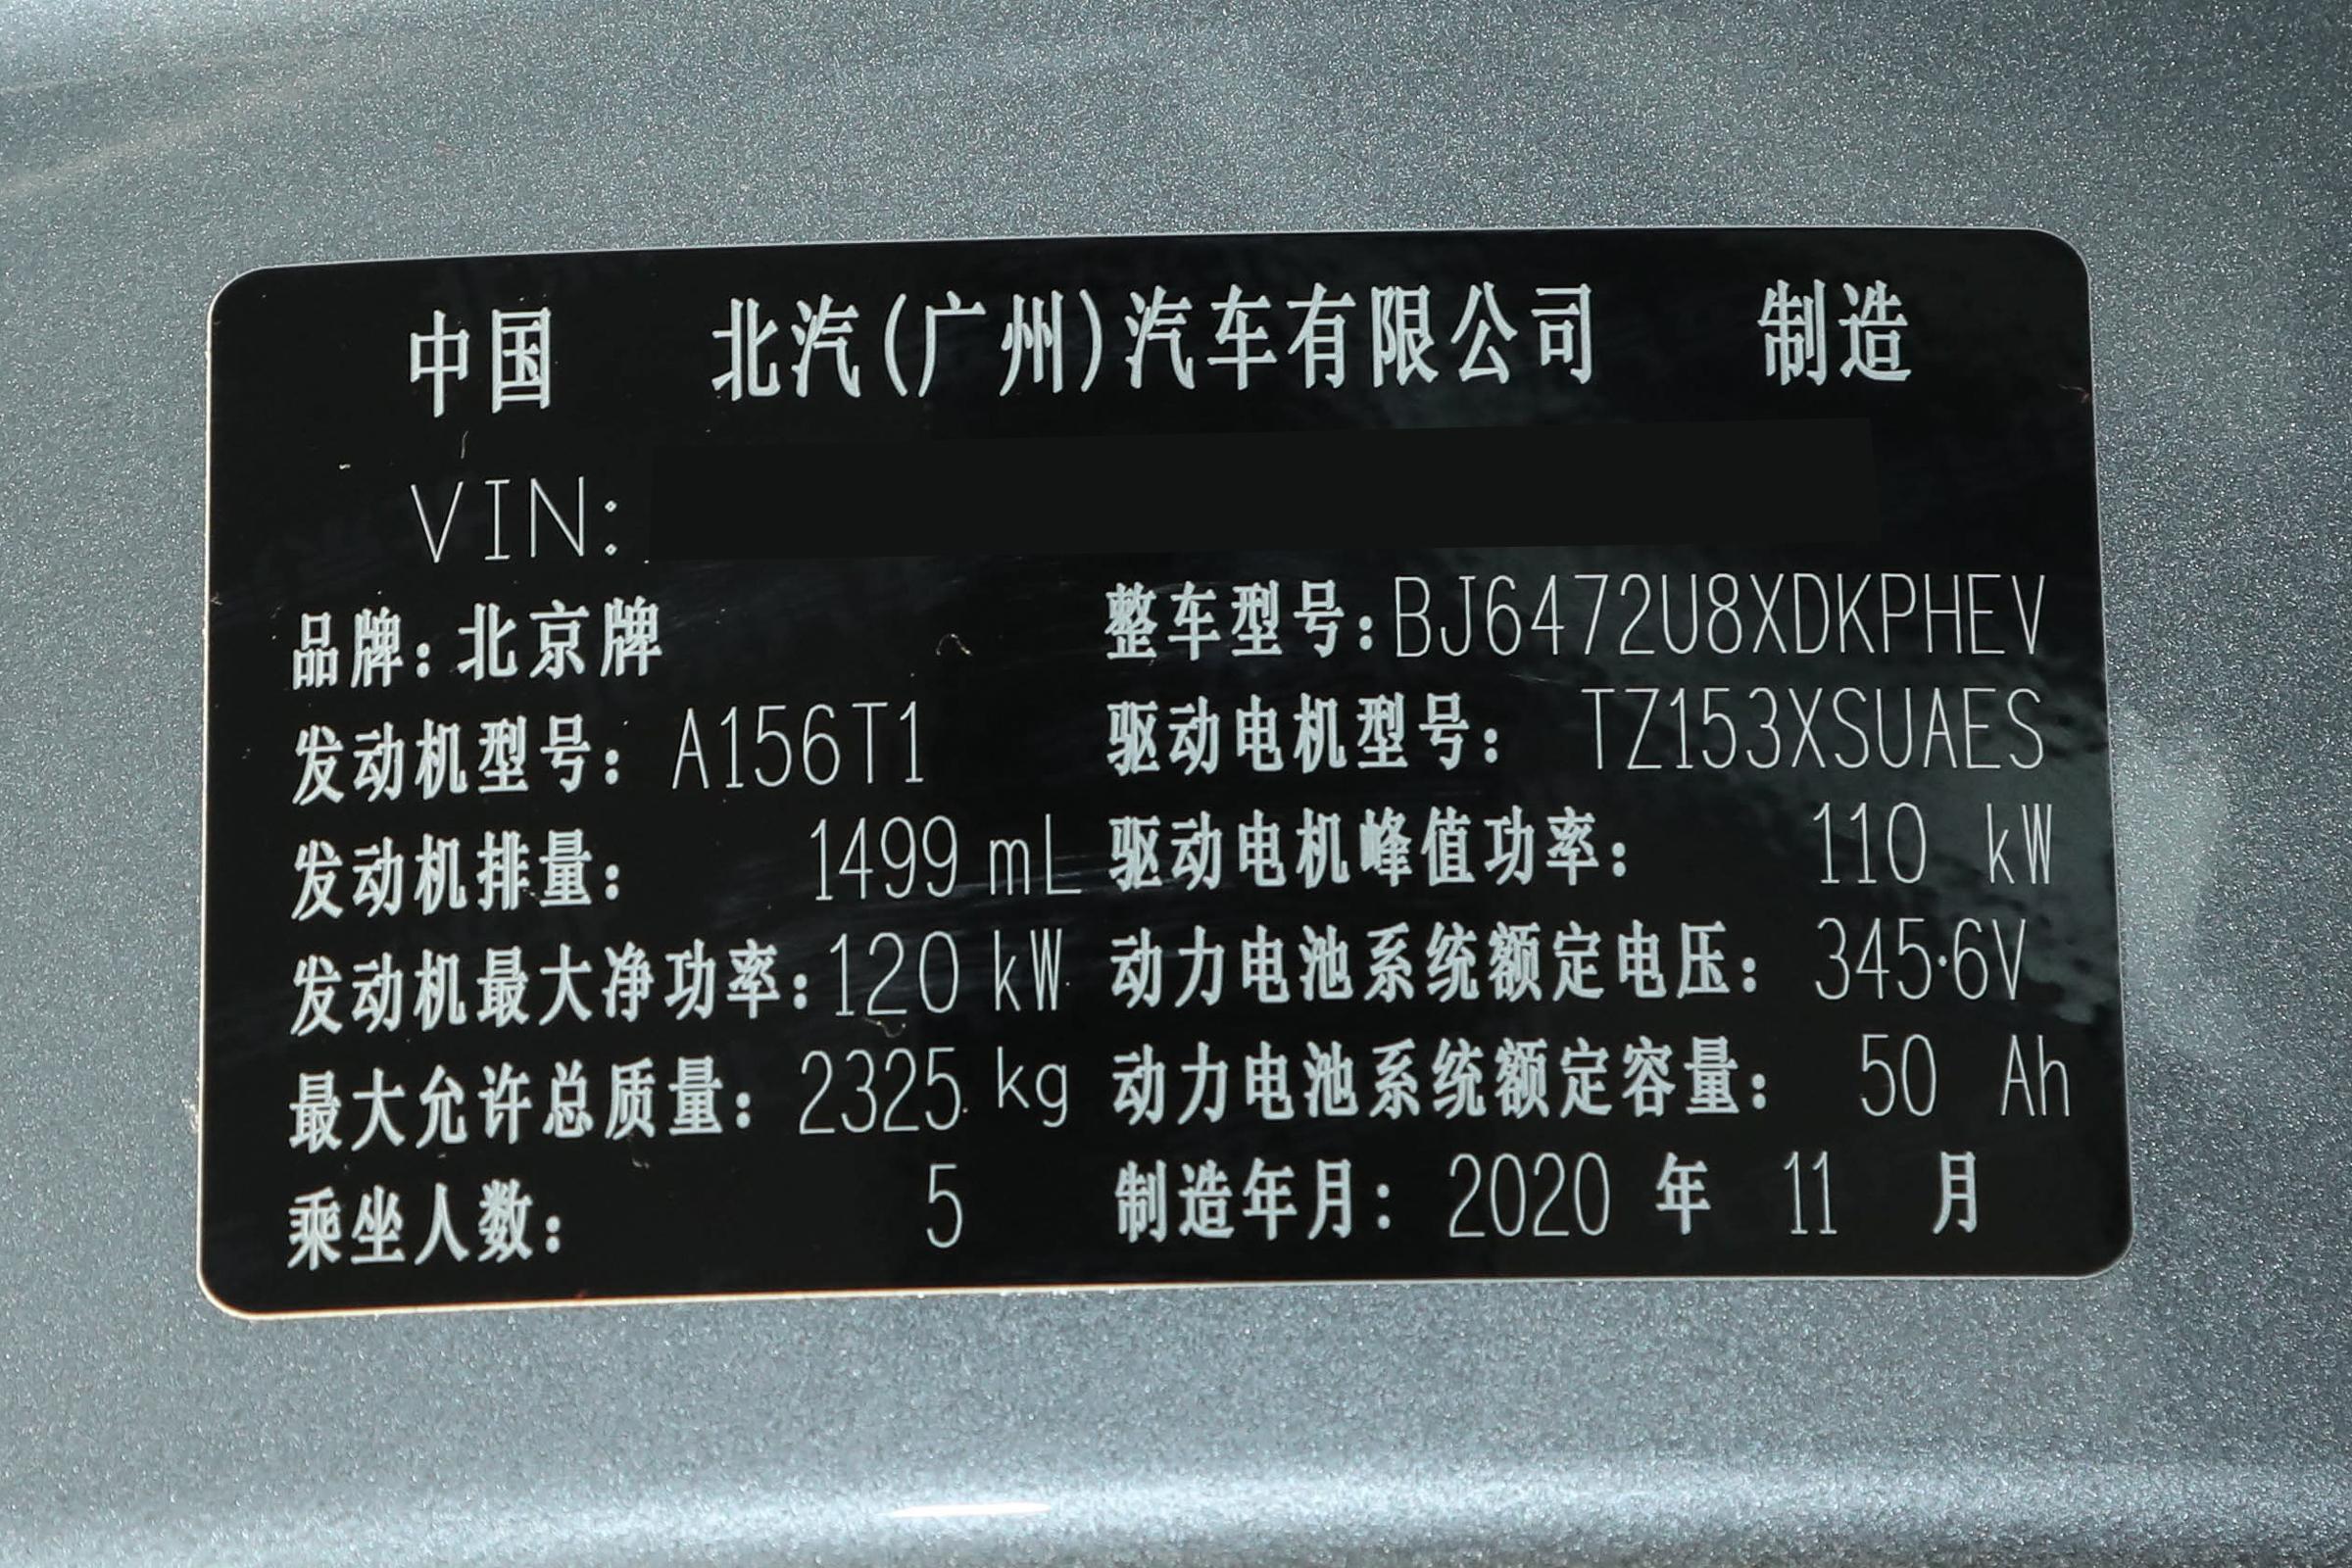 中国 北汽(广州)汽车有限公司 制造
VIN:
品牌:北京牌 整车型号:BJ6472U8XDKPHEV
发动机型号: A156T1 驱动电机型号: TZ153XSUAES
发动机排量: 1499 mL 驱动电机峰值功率: 110 kW
发动机最大净功率:120 kW 动力电池系统额定电压: 345·6V
最大允许总质量: 2325 kg 动力电池系统额定容量: 50 Ah
乘坐人数: 5 制造年月: 2020 年 11 月